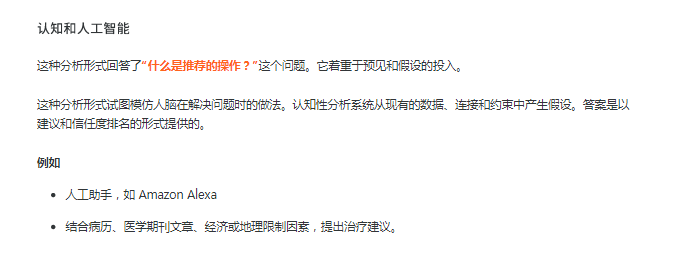 认知和人工智能
这种分析形式回答了“什么是推荐的操作？”这个问题。它着重于预见和假设的投入。
这种分析形式试图模仿人脑在解决问题时的做法。认知性分析系统从现有的数据、连接和约束中产生假设。答案是以
建议和信任度排名的形式提供的。
例如
• 人工助手，如 Amazon Alexa
• 结合病历、医学期刊文章、经济或地理限制因素，提出治疗建议。